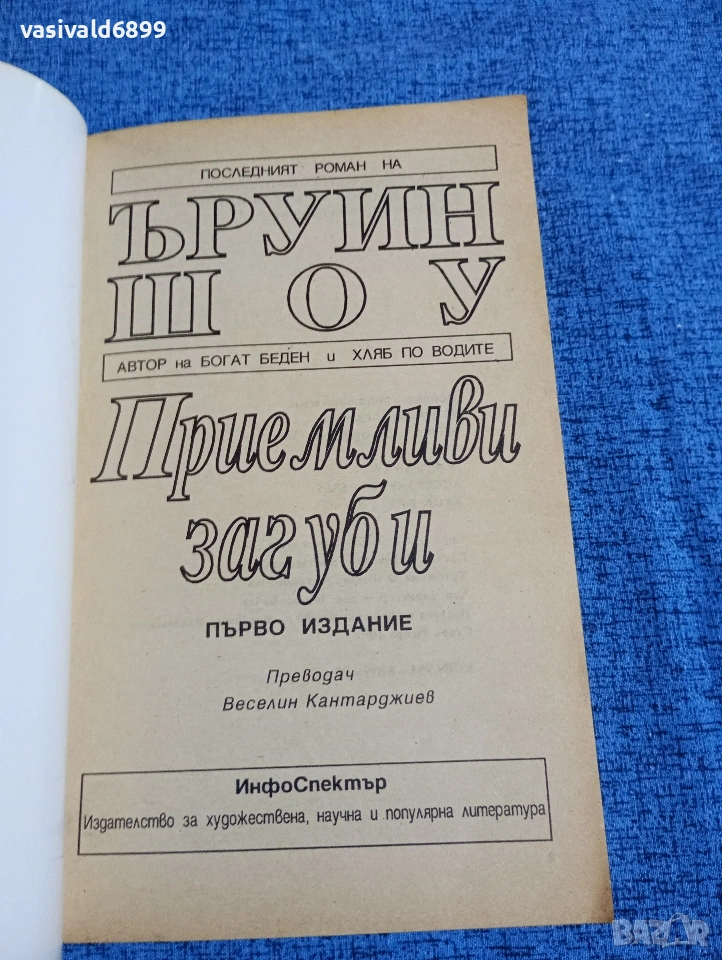 vasivald6899
ПОСЛЕДНИЯТ РОМАН НА
ЪРУИН
ШОУ
АВТОР на БОГАТ БЕДЕН и ХЛЯБ ПО ВОДИТЕ
Приемливи
загуби
ПЪРВО ИЗДАНИЕ
Преводач
Веселин Кантарджиев
ИнфоСпектър
Издателство за художествена, научна и популярна литература
BAZAR